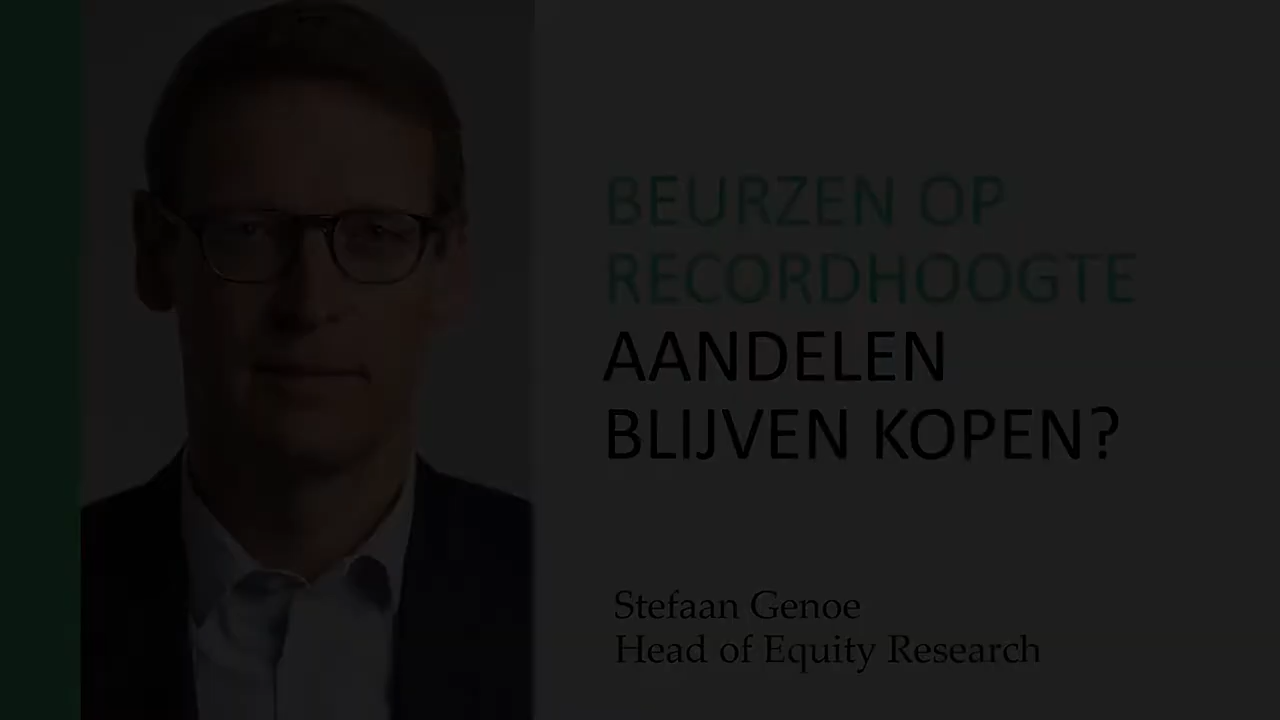 BEURZEN OP
RECORDHOOGTE
AANDELEN
BLIJVEN KOPEN?
Stefaan Genoe
Head of Equity Research